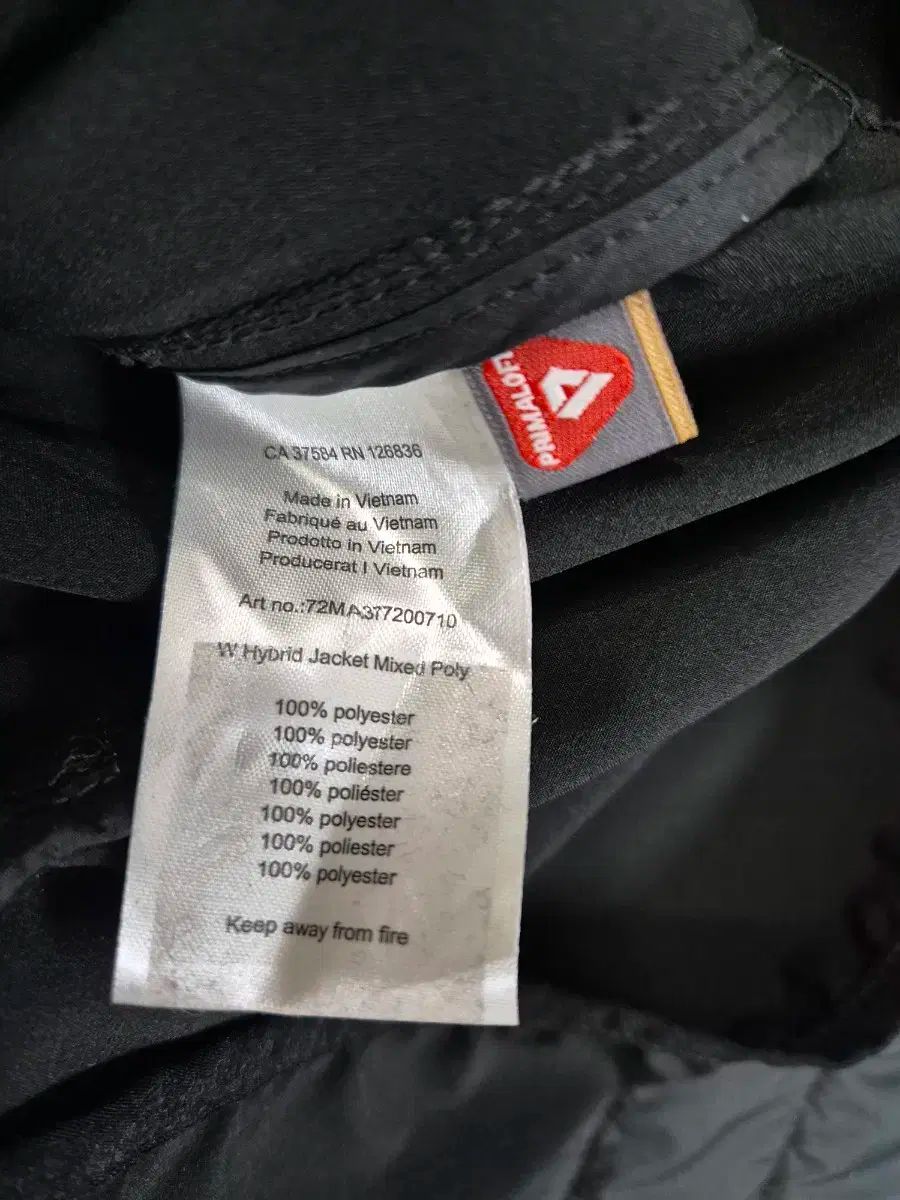 PRIMALOFT
CA 37584 RN 126836
Made in Vietnam
Fabriqué au Vietnam
Prodotto in Vietnam
Producerat I Vietnam
Art no.:72MA377200710
W Hybrid Jacket Mixed Poly
100% polyester
100% polyester
100% poliestere
100% poliéster
100% polyester
100% poliester
100% polyester
Keep away from fire